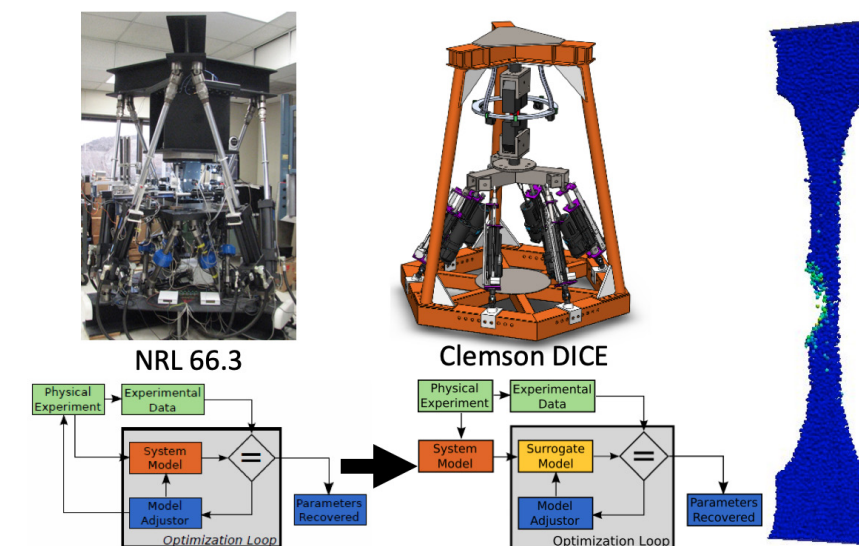 NRL 66.3
Clemson DICE
Physical
Experiment
Experimental
Data
System
Model
Model
Adjustor
Parameters
Recovered
Optimization Loop
Physical
Experiment
Experimental
Data
System
Model
Surrogate
Model
Model
Adjustor
Parameters
Recovered
Optimization Loop